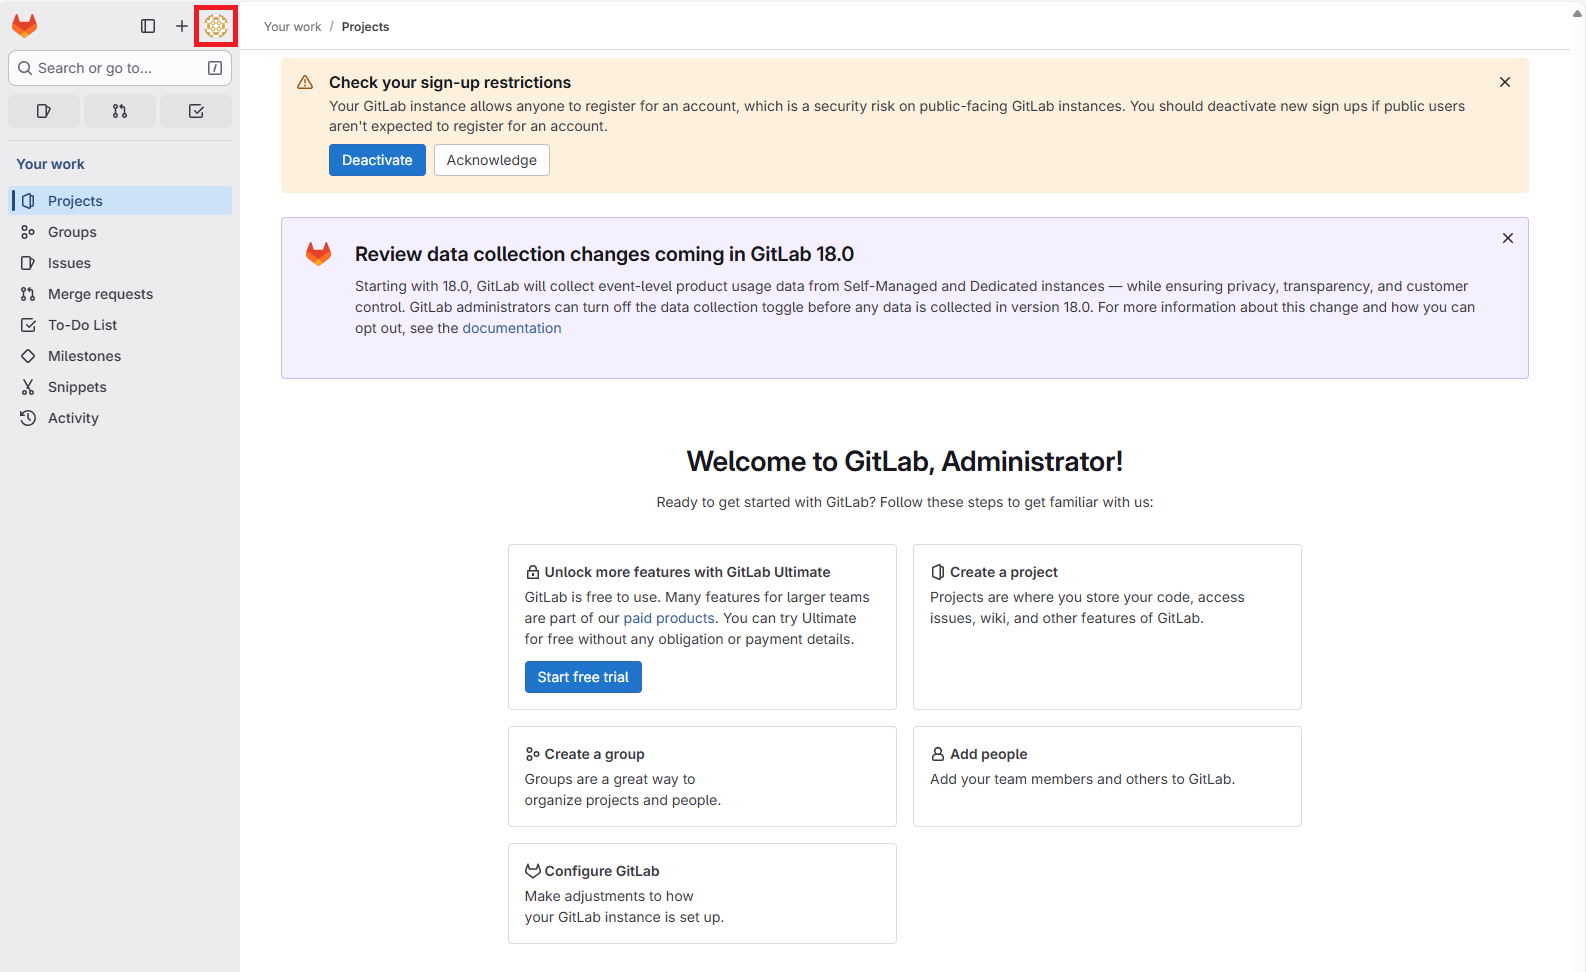 Your work / Projects
Search or go to...
/
Your work
Projects
Groups
Issues
Merge requests
To-Do List
Milestones
Snippets
Activity
Check your sign-up restrictions
Your GitLab instance allows anyone to register for an account, which is a security risk on public-facing GitLab instances. You should deactivate new sign ups if public users
aren't expected to register for an account.
Deactivate
Acknowledge
Review data collection changes coming in GitLab 18.0
Starting with 18.0, GitLab will collect event-level product usage data from Self-Managed and Dedicated instances — while ensuring privacy, transparency, and customer
control. GitLab administrators can turn off the data collection toggle before any data is collected in version 18.0. For more information about this change and how you can
opt out, see the documentation
Welcome to GitLab, Administrator!
Ready to get started with GitLab? Follow these steps to get familiar with us:
Unlock more features with GitLab Ultimate
GitLab is free to use. Many features for larger teams
are part of our paid products. You can try Ultimate
for free without any obligation or payment details.
Start free trial
Create a project
Projects are where you store your code, access
issues, wiki, and other features of GitLab.
Create a group
Groups are a great way to
organize projects and people.
Add people
Add your team members and others to GitLab.
Configure GitLab
Make adjustments to how
your GitLab instance is set up.